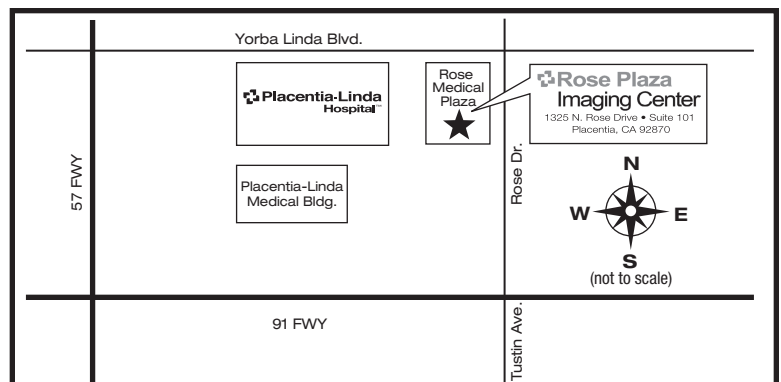 Yorba Linda Blvd.
Placentia-Linda
Hospital
Rose
Medical
Plaza
Rose Plaza
Imaging Center
1325 N. Rose Drive • Suite 101
Placentia, CA 92870
57 FWY
Placentia-Linda
Medical Bldg.
Rose Dr.
N
W
E
S
(not to scale)
91 FWY
Tustin Ave.